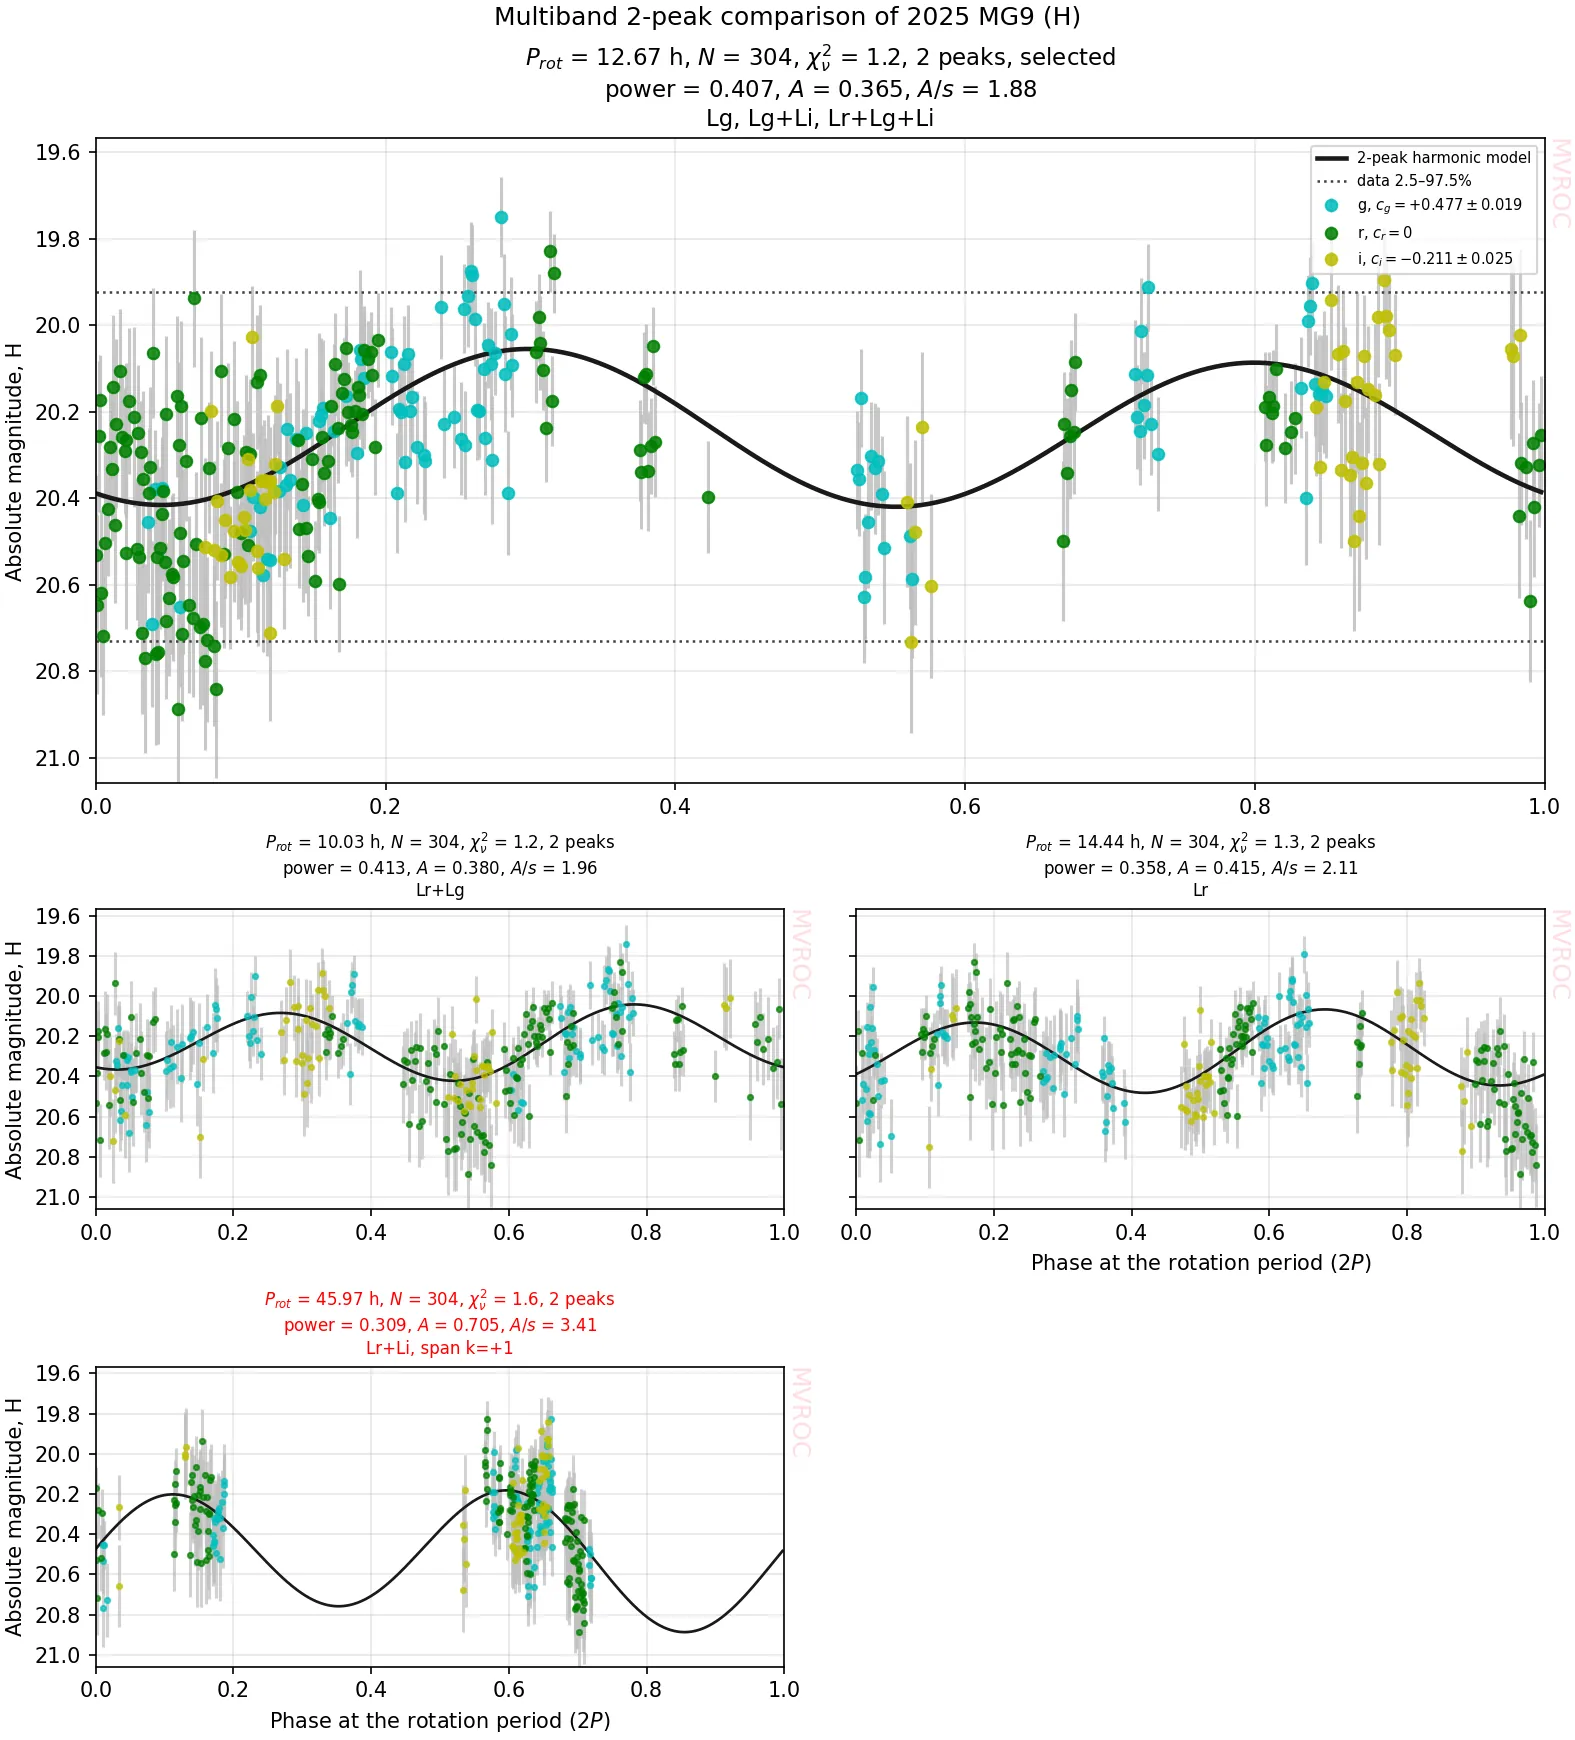 Multiband 2-peak comparison of 2025 MG9 (H)
P_rot = 12.67 h, N = 304, χ²_ν = 1.2, 2 peaks, selected
power = 0.407, A = 0.365, A/s = 1.88
Lg, Lg+Li, Lr+Lg+Li
19.6
19.8
20.0
20.2
20.4
20.6
20.8
21.0
Absolute magnitude, H
2-peak harmonic model
data 2.5–97.5%
g, c_g = +0.477 ± 0.019
r, c_r = 0
i, c_i = −0.211 ± 0.025
MVROC
0.0 0.2 0.4 0.6 0.8 1.0
P_rot = 10.03 h, N = 304, χ²_ν = 1.2, 2 peaks
power = 0.413, A = 0.380, A/s = 1.96
Lr+Lg
19.6
19.8
20.0
20.2
20.4
20.6
20.8
21.0
Absolute magnitude, H
MVROC
0.0 0.2 0.4 0.6 0.8 1.0
P_rot = 14.44 h, N = 304, χ²_ν = 1.3, 2 peaks
power = 0.358, A = 0.415, A/s = 2.11
Lr
MVROC
0.0 0.2 0.4 0.6 0.8 1.0
Phase at the rotation period (2P)
P_rot = 45.97 h, N = 304, χ²_ν = 1.6, 2 peaks
power = 0.309, A = 0.705, A/s = 3.41
Lr+Li, span k=+1
19.6
19.8
20.0
20.2
20.4
20.6
20.8
21.0
Absolute magnitude, H
MVROC
0.0 0.2 0.4 0.6 0.8 1.0
Phase at the rotation period (2P)